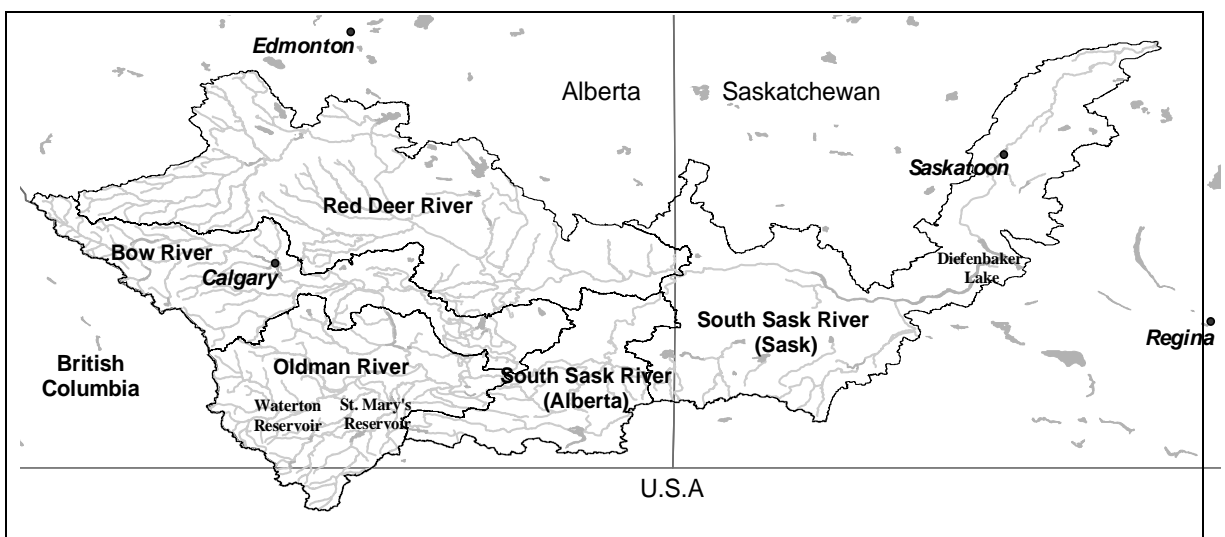 Edmonton
Alberta
Saskatchewan
Saskatoon
Red Deer River
Bow River
Calgary
Diefenbaker
Lake
South Sask River
(Sask)
Regina
British
Columbia
Oldman River
South Sask River
(Alberta)
Waterton
Reservoir
St. Mary's
Reservoir
U.S.A